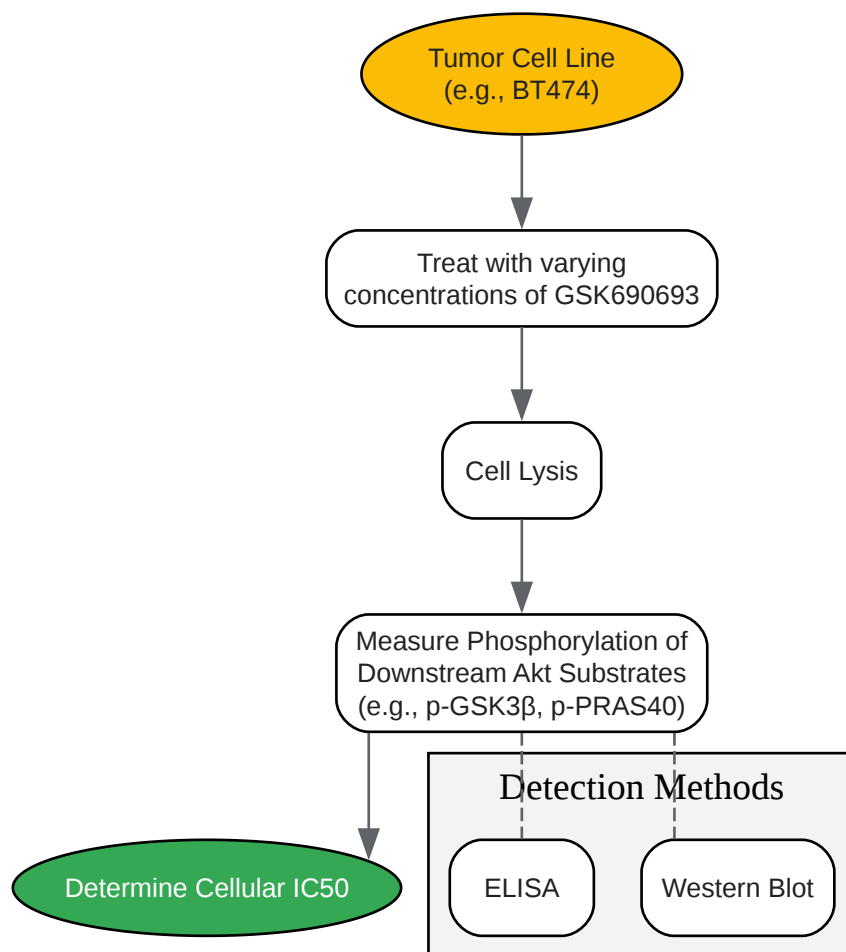 Tumor Cell Line
(e.g., BT474)
Treat with varying
concentrations of GSK690693
Cell Lysis
Measure Phosphorylation of
Downstream Akt Substrates
(e.g., p-GSK3β, p-PRAS40)
Detection Methods
Determine Cellular IC50
ELISA
Western Blot